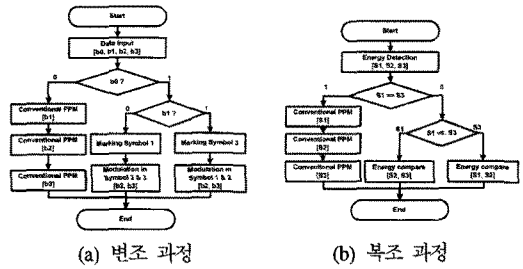 Start
Data Input
[b0, b1, b2, b3]
0
b0 ?
1
Conventional PPM
[b1]
0
b1 ?
1
Conventional PPM
[b2]
Marking Symbol 1
Marking Symbol 3
Conventional PPM
[b3]
Modulation in
Symbol 2 & 3
[b2, b3]
Modulation in
Symbol 1 & 2
[b2, b3]
End
(a) 변조 과정
Start
Energy Detection
[S1, S2, S3]
1
S1 == S3
0
Conventional PPM
[S1]
S1
S1 vs. S3
S3
Conventional PPM
[S2]
Conventional PPM
[S3]
Energy compare
[S2, S3]
Energy compare
[S1, S2]
End
(b) 복조 과정